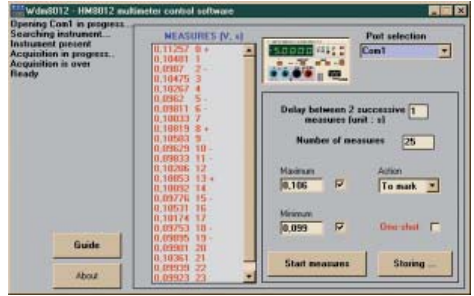 Wdm8012 - HM8012 multimeter control software
Opening Com1 in progress...
Searching instrument...
Instrument present
Acquisition in progress...
Acquisition is over
Ready
MEASURES (V, s)
0,11257 0 +
0,10481 1
0,0987 2 -
0,10475 3
0,10267 4
0,0962 5 -
0,09811 6 -
0,10033 7
0,10819 8 +
0,10503 9
0,09629 10 -
0,09833 11 -
0,10206 12
0,10853 13 +
0,10092 14
0,09776 15 -
0,10531 16
0,10174 17
0,09753 18 -
0,09895 19 -
0,09981 20
0,10361 21
0,09939 22
0,09923 23
Port selection
Com1
Delay between 2 successive measures (unit : s)
1
Number of measures
25
Maximum
0,106
Action
To mark
Minimum
0,099
One-shot
Start measures
Storing ...
Guide
About